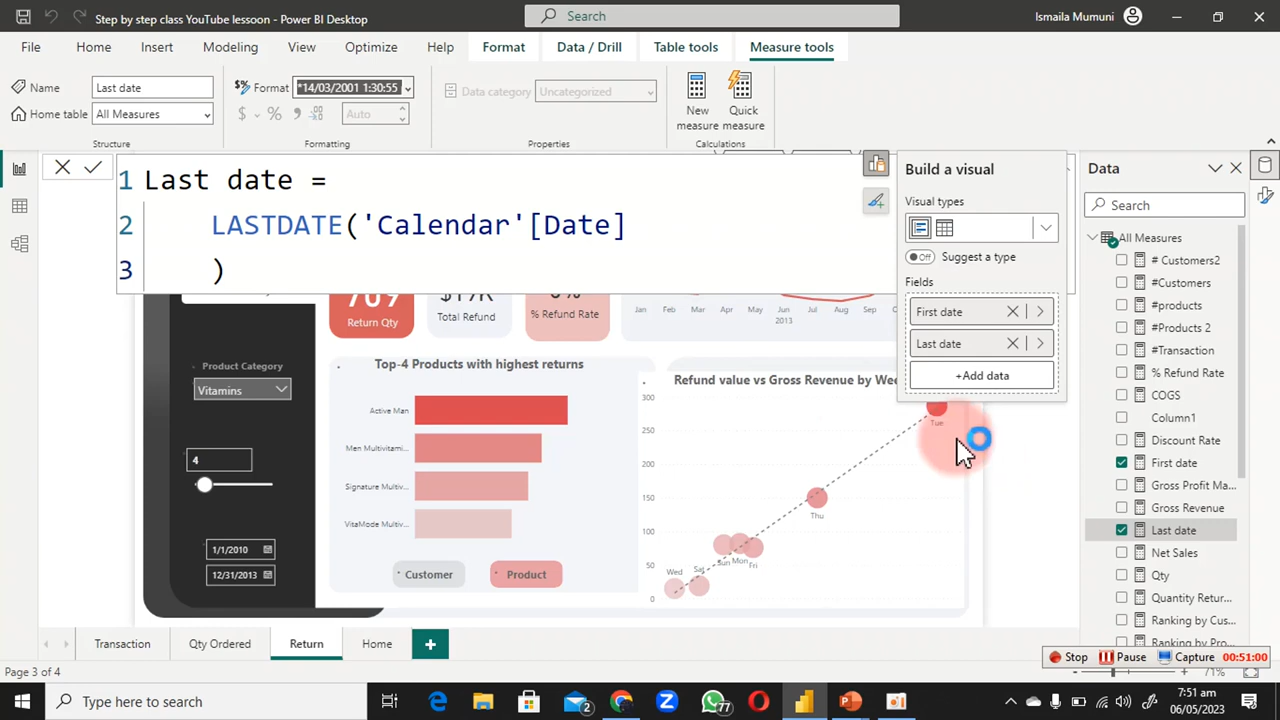 Step by step class YouTube lessoon - Power BI Desktop
Search
Ismaila Mumuni
File
Home
Insert
Modeling
View
Optimize
Help
Format
Data / Drill
Table tools
Measure tools
Name
Last date
Home table
All Measures
Structure
Format
*14/03/2001 1:30:55
$
%
Auto
Formatting
Data category
Uncategorized
Properties
New measure
Quick measure
Calculations
1 Last date =
2 LASTDATE('Calendar'[Date]
3 )
Build a visual
Visual types
Off
Suggest a type
Fields
First date
Last date
+Add data
Data
Search
All Measures
# Customers2
#Customers
#products
#Products 2
#Transaction
% Refund Rate
COGS
Column1
Discount Rate
First date
Gross Profit Ma...
Gross Revenue
Last date
Net Sales
Qty
Quantity Retur...
Ranking by Cus...
Ranking by Pro...
709
Return Qty
Total Refund
% Refund Rate
Jan
Feb
Mar
Apr
May
Jun
Jul
Aug
Sep
2013
Product Category
Vitamins
4
1/1/2010
12/31/2013
Top-4 Products with highest returns
Active Man
Men Multivitami...
Signature Multiv...
VitaMode Multiv...
Customer
Product
Refund value vs Gross Revenue by Wee
300
250
200
150
100
50
0
Tue
Thu
Sun
Mon
Fri
Wed
Sat
Transaction
Qty Ordered
Return
Home
+
Page 3 of 4
Stop
Pause
Capture
00:51:00
71%
Type here to search
2
77
7:51 am
06/05/2023